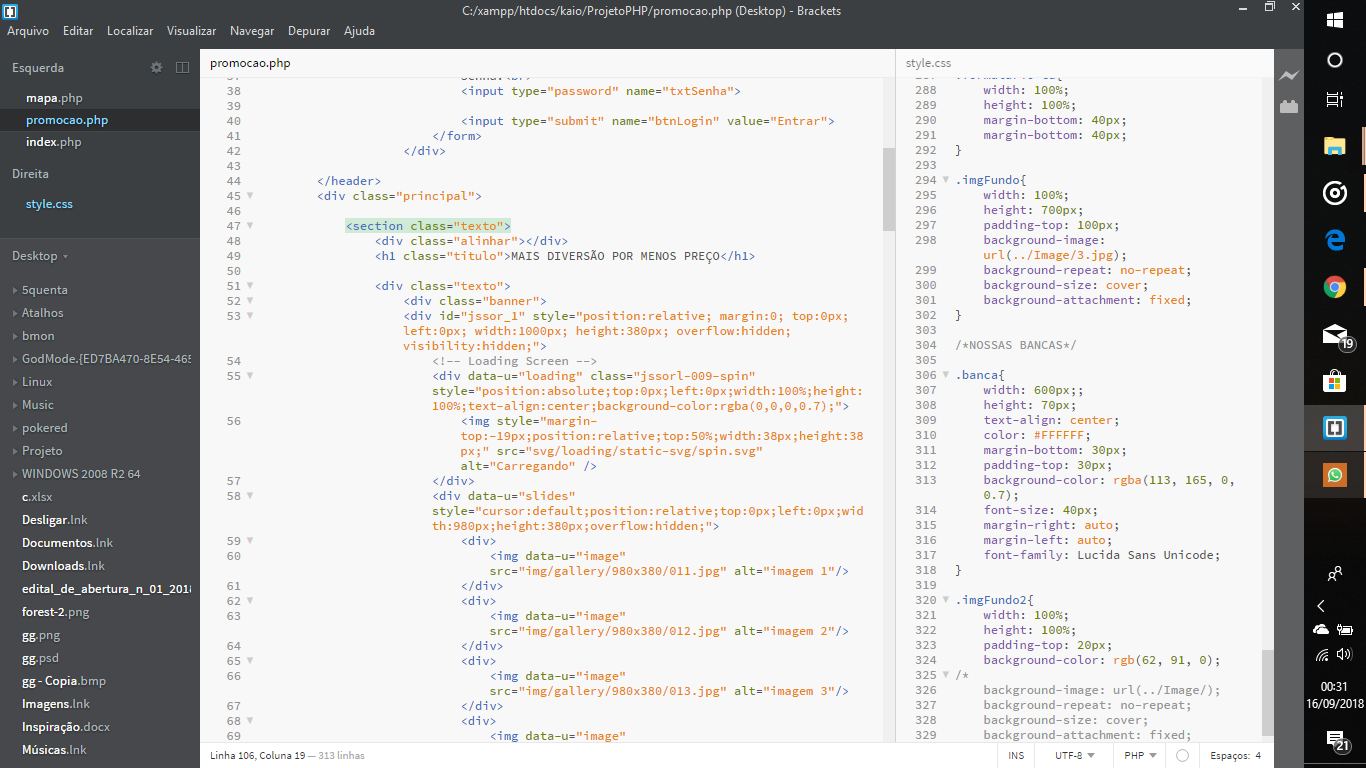 C:/xampp/htdocs/kaio/ProjetoPHP/promocao.php (Desktop) - Brackets
Arquivo Editar Localizar Visualizar Navegar Depurar Ajuda
Esquerda
mapa.php
promocao.php
index.php
Direita
style.css
Desktop
5quenta
Atalhos
bmon
GodMode.{ED7BA470-8E54-465
Linux
Music
pokered
Projeto
WINDOWS 2008 R2 64
c.xlsx
Desligar.lnk
Documentos.lnk
Downloads.lnk
edital_de_abertura_n_01_2018
forest-2.png
gg.png
gg.psd
gg - Copia.bmp
Imagens.lnk
Inspiração.docx
Músicas.lnk
promocao.php
38 <input type="password" name="txtSenha">
39
40 <input type="submit" name="btnLogin" value="Entrar">
41 </form>
42 </div>
43
44 </header>
45 <div class="principal">
46
47 <section class="texto">
48 <div class="alinhar"></div>
49 <h1 class="titulo">MAIS DIVERSÃO POR MENOS PREÇO</h1>
50
51 <div class="texto">
52 <div class="banner">
53 <div id="jssor_1" style="position:relative; margin:0; top:0px;
left:0px; width:1000px; height:380px; overflow:hidden;
visibility:hidden;">
54 <!-- Loading Screen -->
55 <div data-u="loading" class="jssorl-009-spin"
style="position:absolute;top:0px;left:0px;width:100%;height:
100%;text-align:center;background-color:rgba(0,0,0,0.7);">
56 <img style="margin-
top:-19px;position:relative;top:50%;width:38px;height:38
px;" src="svg/loading/static-svg/spin.svg"
alt="Carregando" />
57 </div>
58 <div data-u="slides"
style="cursor:default;position:relative;top:0px;left:0px;wid
th:980px;height:380px;overflow:hidden;">
59 <div>
60 <img data-u="image"
src="img/gallery/980x380/011.jpg" alt="imagem 1"/>
61 </div>
62 <div>
63 <img data-u="image"
src="img/gallery/980x380/012.jpg" alt="imagem 2"/>
64 </div>
65 <div>
66 <img data-u="image"
src="img/gallery/980x380/013.jpg" alt="imagem 3"/>
67 </div>
68 <div>
69 <img data-u="image"
style.css
288 width: 100%;
289 height: 100%;
290 margin-bottom: 40px;
291 margin-bottom: 40px;
292 }
293
294 .imgFundo{
295 width: 100%;
296 height: 700px;
297 padding-top: 100px;
298 background-image:
url(../Image/3.jpg);
299 background-repeat: no-repeat;
300 background-size: cover;
301 background-attachment: fixed;
302 }
303
304 /*NOSSAS BANCAS*/
305
306 .banca{
307 width: 600px;;
308 height: 70px;
309 text-align: center;
310 color: #FFFFFF;
311 margin-bottom: 30px;
312 padding-top: 30px;
313 background-color: rgba(113, 165, 0,
0.7);
314 font-size: 40px;
315 margin-right: auto;
316 margin-left: auto;
317 font-family: Lucida Sans Unicode;
318 }
319
320 .imgFundo2{
321 width: 100%;
322 height: 100%;
323 padding-top: 20px;
324 background-color: rgb(62, 91, 0);
325 /*
326 background-image: url(../Image/);
327 background-repeat: no-repeat;
328 background-size: cover;
329 background-attachment: fixed;
Linha 106, Coluna 19 — 313 linhas
INS UTF-8 PHP Espaços: 4
19
00:31
16/09/2018
21